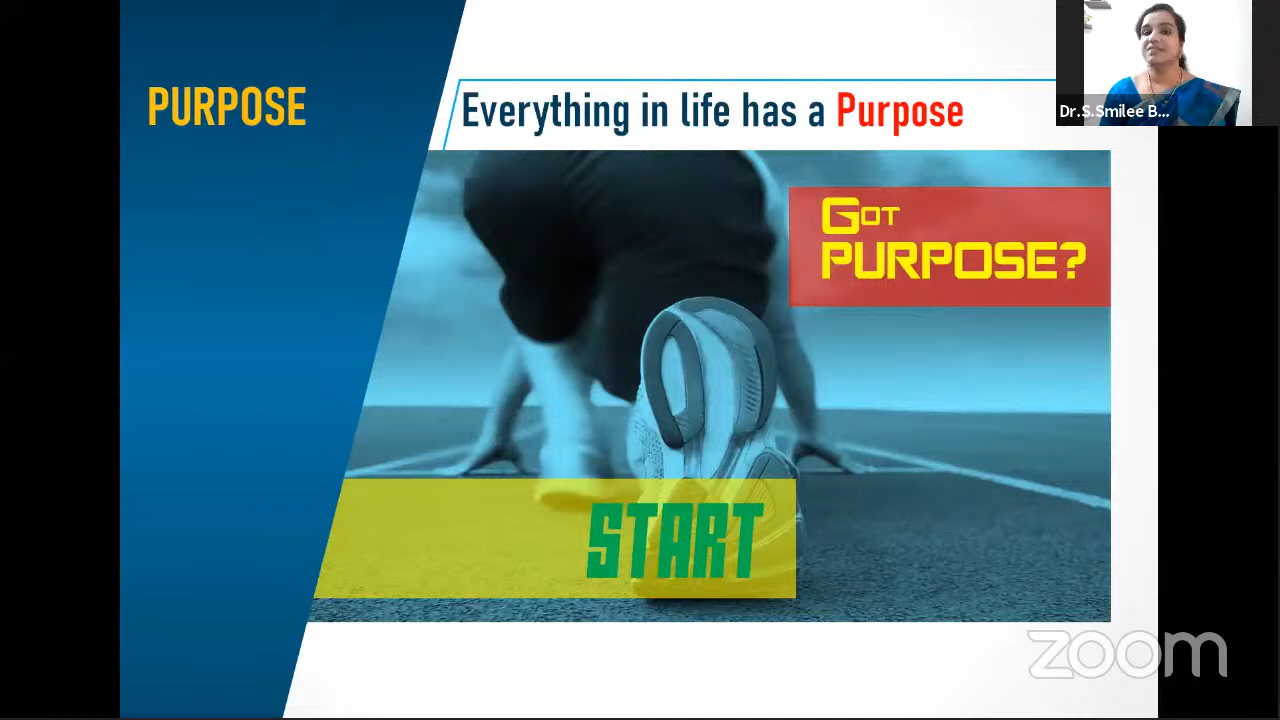 PURPOSE
Everything in life has a Purpose
Dr.S.Smilee B...
GOT
PURPOSE?
START
zoom